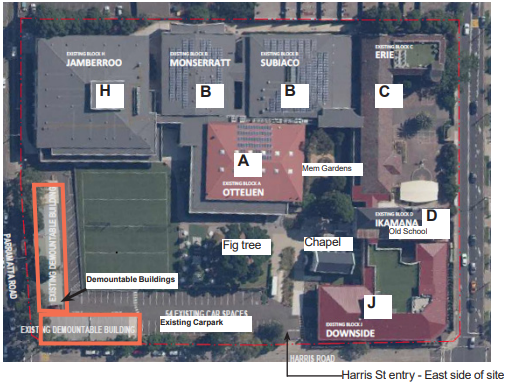 EXISTING BLOCK H
JAMBERROO
H
EXISTING BLOCK B
MONSERRATT
B
EXISTING BLOCK B
SUBIACO
B
EXISTING BLOCK C
ERIE
C
A
EXISTING BLOCK A
OTTELIEN
Mem Gardens
EXISTING BLOCK D
IKAMANA
D
Old School
Fig tree
Chapel
EXISTING DEMOUNTABLE BUILDING
PARRAMATTA ROAD
Demountable Buildings
54 EXISTING CAR SPACES
Existing Carpark
EXISTING DEMOUNTABLE BUILDING
J
EXISTING BLOCK J
DOWNSIDE
HARRIS ROAD
Harris St entry - East side of site